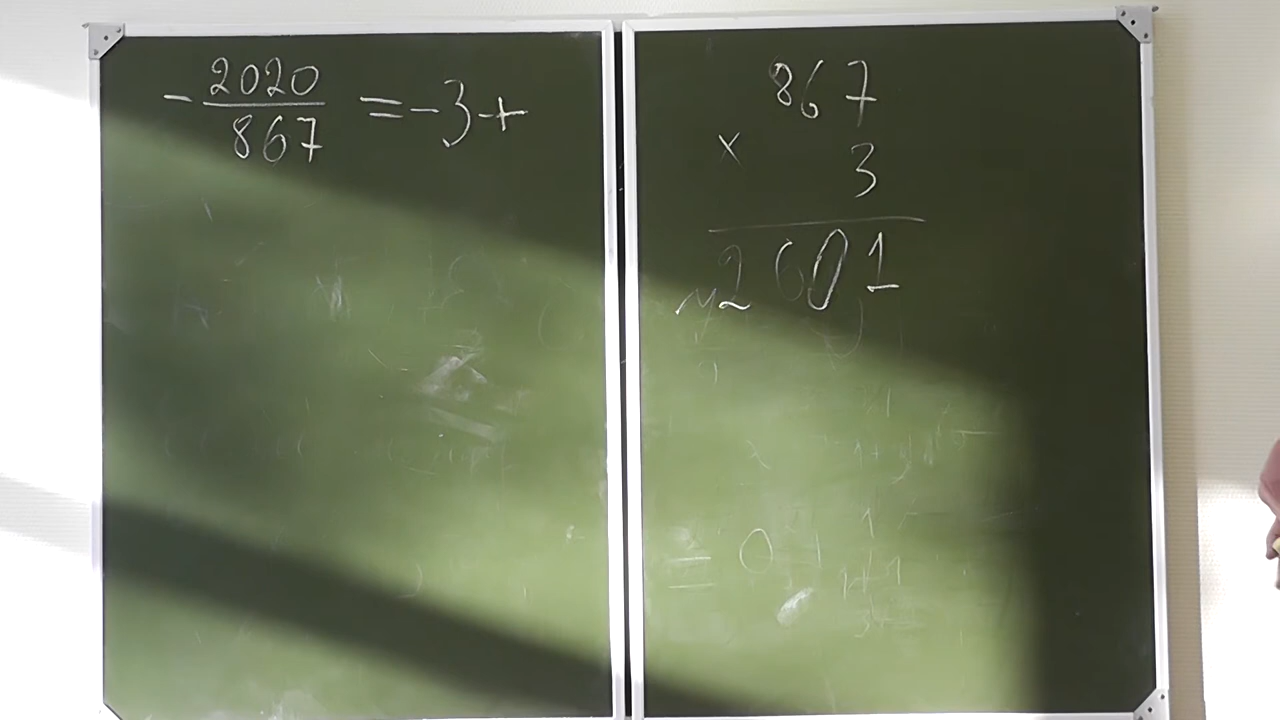 - 2020/867 = -3 +
867
× 3
2601